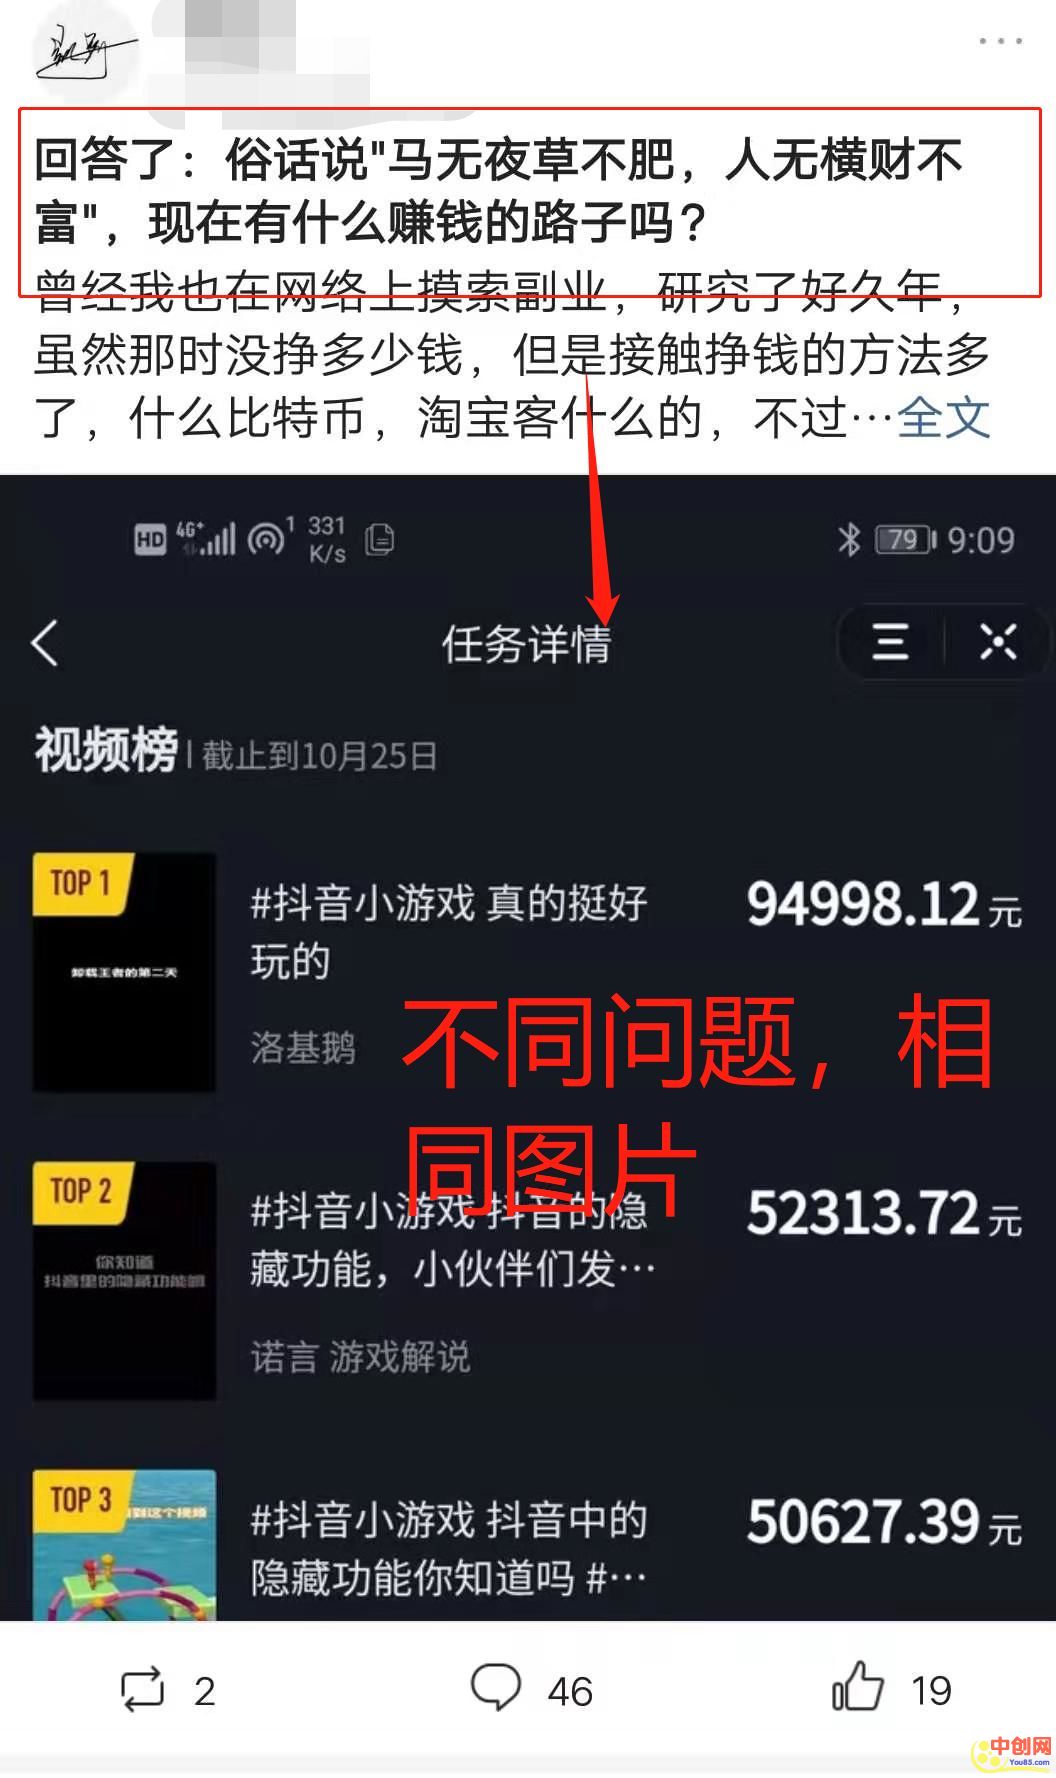 回答了：俗话说"马无夜草不肥，人无横财不
富"，现在有什么赚钱的路子吗？
曾经我也在网络上摸索副业，研究了好久年，
虽然那时没挣多少钱，但是接触挣钱的方法多
了，什么比特币，淘宝客什么的，不过…全文
HD 4G+ 1 331 K/s 79 9:09
任务详情
视频榜 | 截止到10月25日
TOP 1
卸载王者的第二天
#抖音小游戏 真的挺好
玩的
94998.12 元
洛基鹅
不同问题，相
同图片
TOP 2
你知道
抖音里的隐藏功能吗
#抖音小游戏 抖音的隐
藏功能，小伙伴们发…
52313.72 元
诺言 游戏解说
TOP 3
到这个视频
#抖音小游戏 抖音中的
隐藏功能你知道吗 #…
50627.39 元
2 46 19
中创网
You85.com